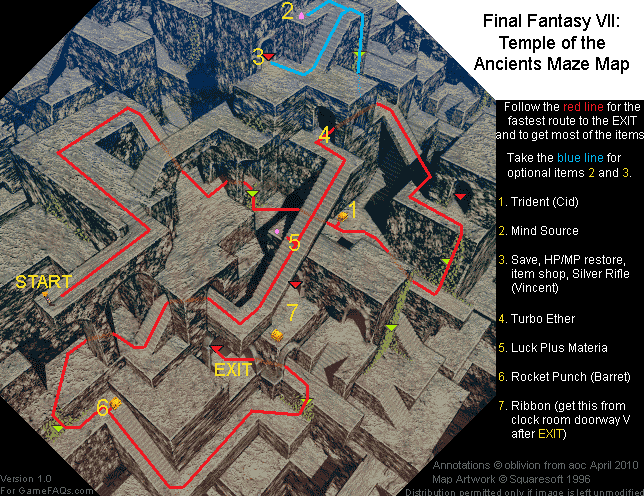 Final Fantasy VII:
Temple of the
Ancients Maze Map
Follow the red line for the
fastest route to the EXIT
and to get most of the items
Take the blue line for
optional items 2 and 3.
1. Trident (Cid)
2. Mind Source
3. Save, HP/MP restore,
item shop, Silver Rifle
(Vincent)
4. Turbo Ether
5. Luck Plus Materia
6. Rocket Punch (Barret)
7. Ribbon (get this from
clock room doorway V
after EXIT)
2
3
4
1
5
START
7
EXIT
6
Version 1.0
For GameFAQs.com
Annotations © oblivion from aoc April 2010
Map Artwork © Squaresoft 1996
Distribution permitted only if image is left unmodified